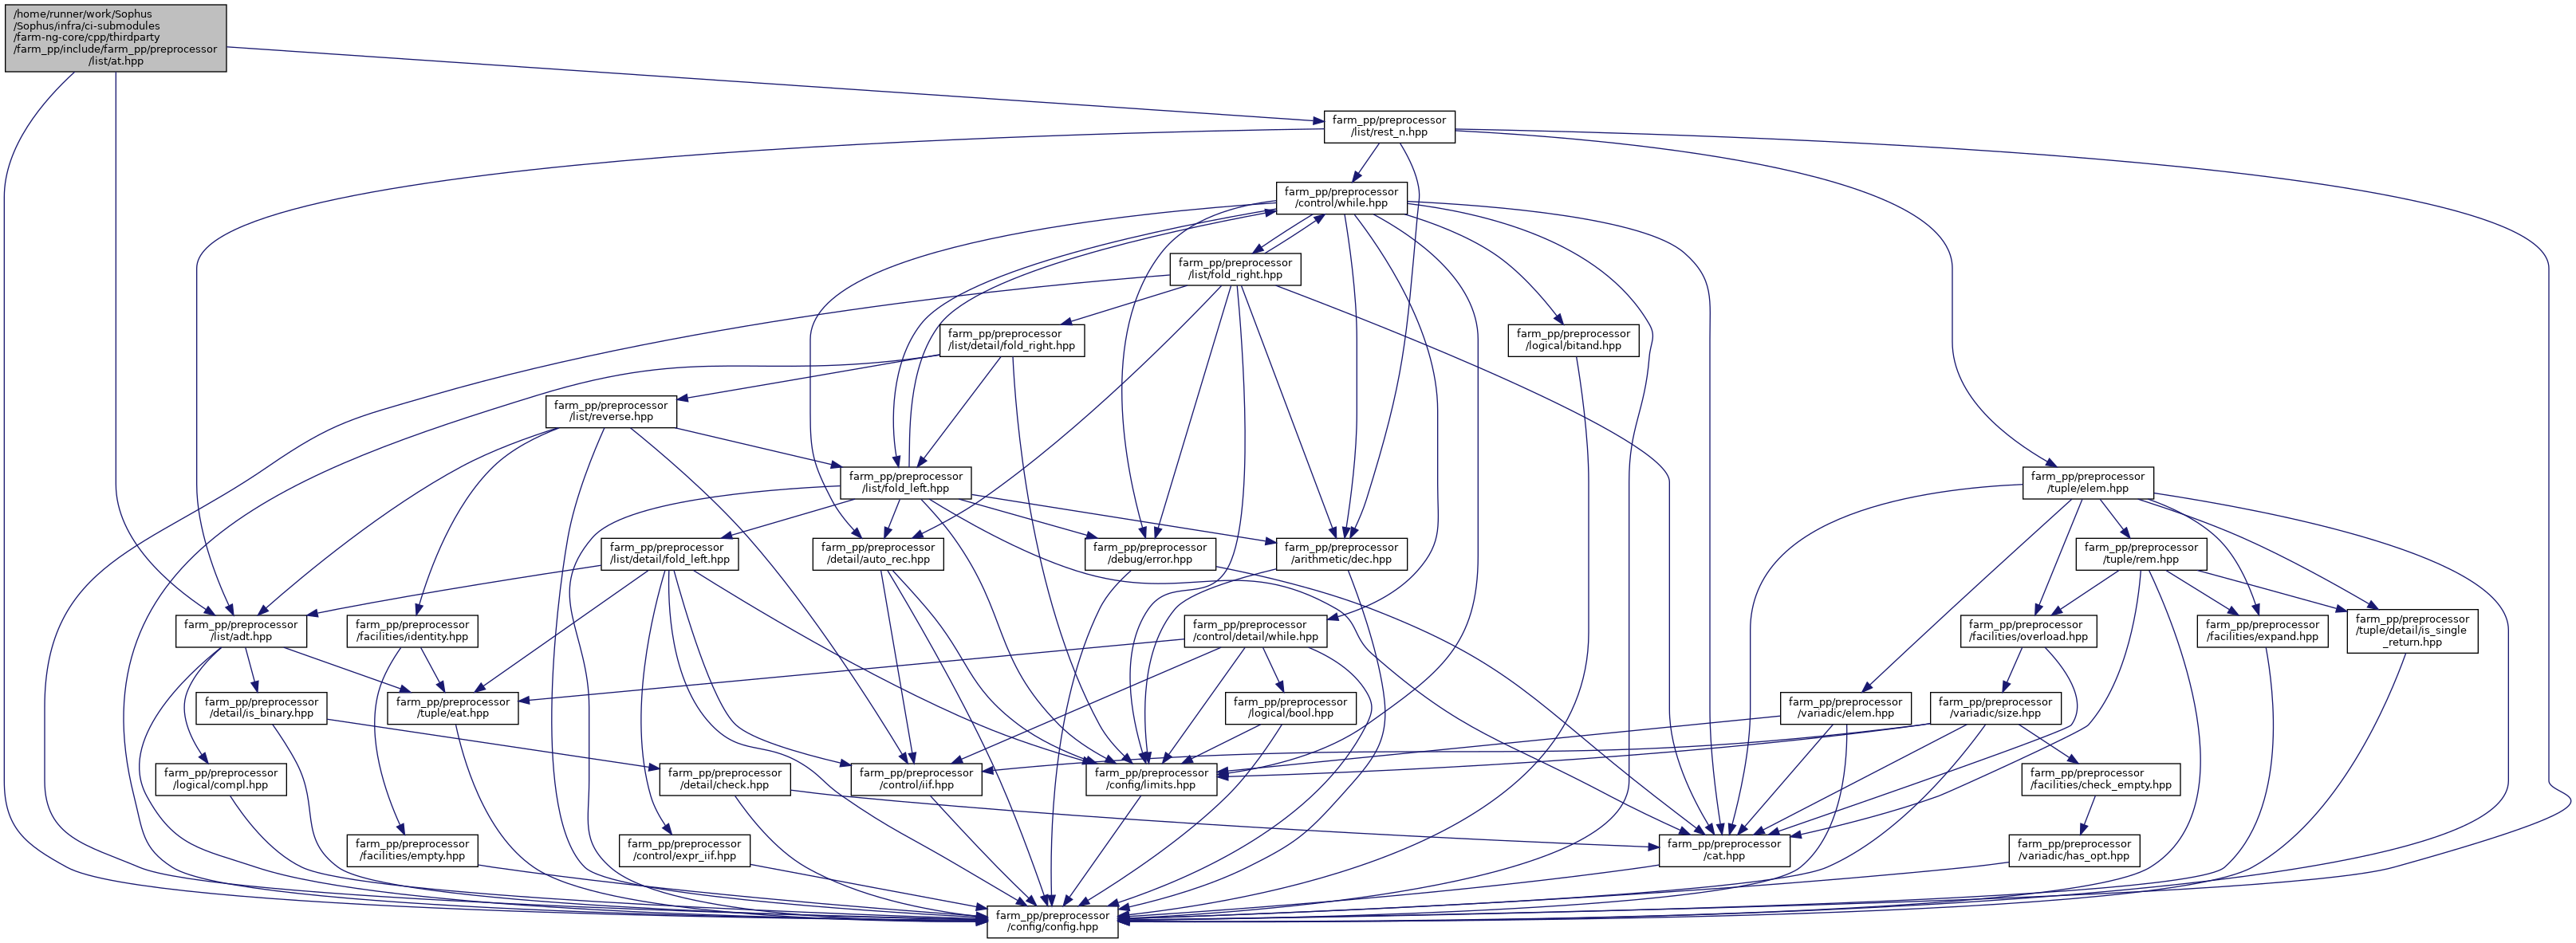 /home/runner/work/Sophus
/Sophus/infra/ci-submodules
/farm-ng-core/cpp/thirdparty
/farm_pp/include/farm_pp/preprocessor
/list/at.hpp
farm_pp/preprocessor
/list/rest_n.hpp
farm_pp/preprocessor
/control/while.hpp
farm_pp/preprocessor
/list/fold_right.hpp
farm_pp/preprocessor
/list/detail/fold_right.hpp
farm_pp/preprocessor
/logical/bitand.hpp
farm_pp/preprocessor
/list/reverse.hpp
farm_pp/preprocessor
/list/fold_left.hpp
farm_pp/preprocessor
/tuple/elem.hpp
farm_pp/preprocessor
/list/detail/fold_left.hpp
farm_pp/preprocessor
/detail/auto_rec.hpp
farm_pp/preprocessor
/debug/error.hpp
farm_pp/preprocessor
/arithmetic/dec.hpp
farm_pp/preprocessor
/tuple/rem.hpp
farm_pp/preprocessor
/list/adt.hpp
farm_pp/preprocessor
/facilities/identity.hpp
farm_pp/preprocessor
/control/detail/while.hpp
farm_pp/preprocessor
/facilities/overload.hpp
farm_pp/preprocessor
/facilities/expand.hpp
farm_pp/preprocessor
/tuple/detail/is_single
_return.hpp
farm_pp/preprocessor
/detail/is_binary.hpp
farm_pp/preprocessor
/tuple/eat.hpp
farm_pp/preprocessor
/logical/bool.hpp
farm_pp/preprocessor
/variadic/elem.hpp
farm_pp/preprocessor
/variadic/size.hpp
farm_pp/preprocessor
/logical/compl.hpp
farm_pp/preprocessor
/detail/check.hpp
farm_pp/preprocessor
/control/iif.hpp
farm_pp/preprocessor
/config/limits.hpp
farm_pp/preprocessor
/facilities/check_empty.hpp
farm_pp/preprocessor
/facilities/empty.hpp
farm_pp/preprocessor
/control/expr_iif.hpp
farm_pp/preprocessor
/cat.hpp
farm_pp/preprocessor
/variadic/has_opt.hpp
farm_pp/preprocessor
/config/config.hpp